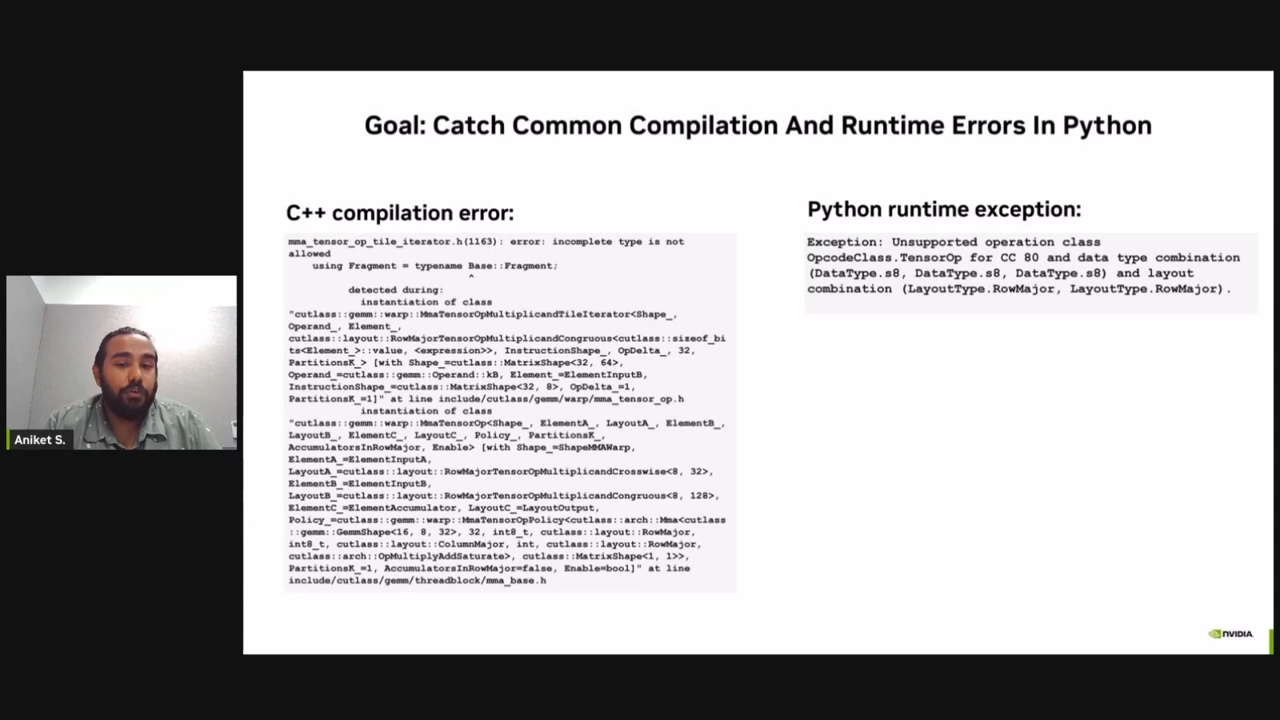 Goal: Catch Common Compilation And Runtime Errors In Python
C++ compilation error:
mma_tensor_op_tile_iterator.h(1163): error: incomplete type is not
allowed
using Fragment = typename Base::Fragment;
^
detected during:
instantiation of class
"cutlass::gemm::warp::MmaTensorOpMultiplicandTileIterator<Shape_,
Operand_, Element_,
cutlass::layout::RowMajorTensorOpMultiplicandCongruous<cutlass::sizeof_bi
ts<Element_>::value, <expression>>, InstructionShape_, OpDelta_, 32,
PartitionsK_> [with Shape_=cutlass::MatrixShape<32, 64>,
Operand_=cutlass::gemm::Operand::kB, Element_=ElementInputB,
InstructionShape_=cutlass::MatrixShape<32, 8>, OpDelta_=1,
PartitionsK_=1]" at line include/cutlass/gemm/warp/mma_tensor_op.h
instantiation of class
"cutlass::gemm::warp::MmaTensorOp<Shape_, ElementA_, LayoutA_, ElementB_,
LayoutB_, ElementC_, LayoutC_, Policy_, PartitionsK_,
AccumulatorsInRowMajor, Enable> [with Shape_=ShapeMMAWarp,
ElementA_=ElementInputA,
LayoutA_=cutlass::layout::RowMajorTensorOpMultiplicandCrosswise<8, 32>,
ElementB_=ElementInputB,
LayoutB_=cutlass::layout::RowMajorTensorOpMultiplicandCongruous<8, 128>,
ElementC_=ElementAccumulator, LayoutC_=LayoutOutput,
Policy_=cutlass::gemm::warp::MmaTensorOpPolicy<cutlass::arch::Mma<cutlass
::gemm::GemmShape<16, 8, 32>, 32, int8_t, cutlass::layout::RowMajor,
int8_t, cutlass::layout::ColumnMajor, int, cutlass::layout::RowMajor,
cutlass::arch::OpMultiplyAddSaturate>, cutlass::MatrixShape<1, 1>>,
PartitionsK_=1, AccumulatorsInRowMajor=false, Enable=bool]" at line
include/cutlass/gemm/threadblock/mma_base.h
Python runtime exception:
Exception: Unsupported operation class
OpcodeClass.TensorOp for CC 80 and data type combination
(DataType.s8, DataType.s8, DataType.s8) and layout
combination (LayoutType.RowMajor, LayoutType.RowMajor).
Aniket S.
NVIDIA.